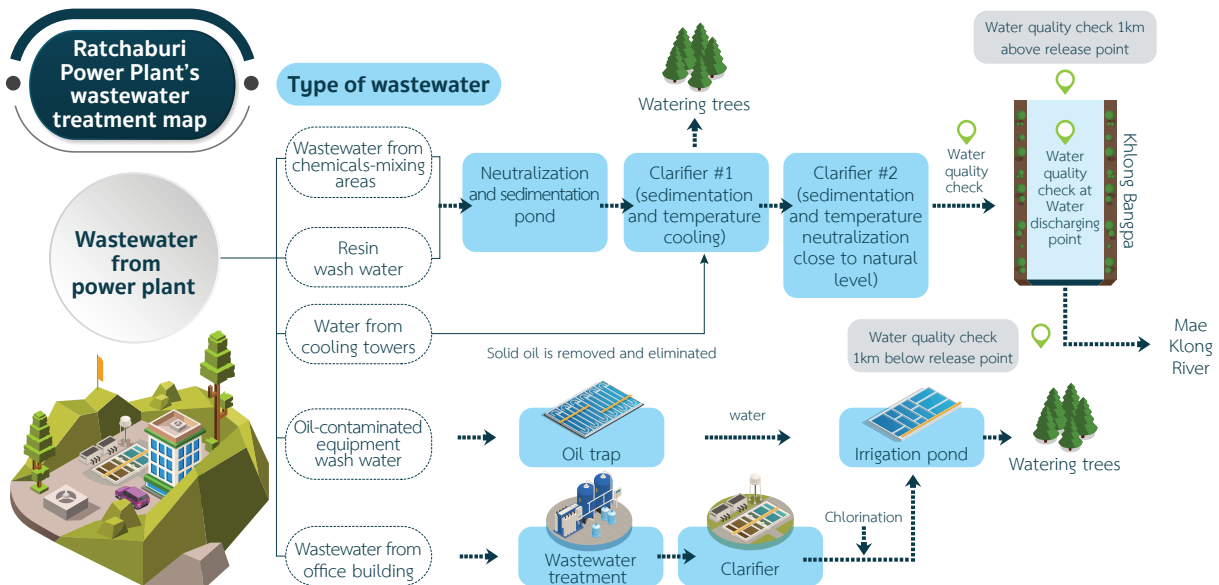 Ratchaburi
Power Plant's
wastewater
treatment map
Type of wastewater
Wastewater
from
power plant
Wastewater from
chemicals-mixing
areas
Resin
wash water
Water from
cooling towers
Oil-contaminated
equipment
wash water
Wastewater from
office building
Neutralization
and sedimentation
pond
Watering trees
Clarifier #1
(sedimentation
and temperature
cooling)
Clarifier #2
(sedimentation
and temperature
neutralization
close to natural
level)
Water
quality
check
Water quality check 1km
above release point
Water
quality
check at
Water
discharging
point
Khlong Bangpa
Water quality check
1km below release point
Mae
Klong
River
Solid oil is removed and eliminated
Oil trap
water
Irrigation pond
Watering trees
Wastewater
treatment
Clarifier
Chlorination